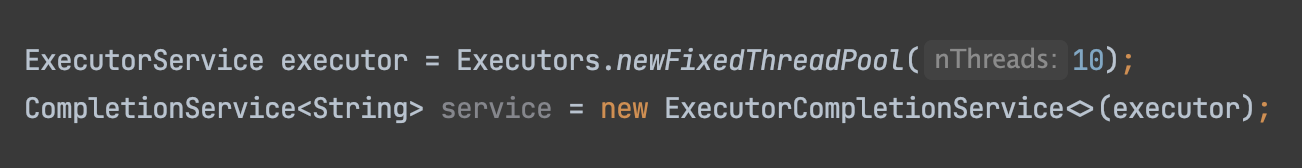 ExecutorService executor = Executors.newFixedThreadPool( nThreads: 10);
CompletionService<String> service = new ExecutorCompletionService<>(executor);